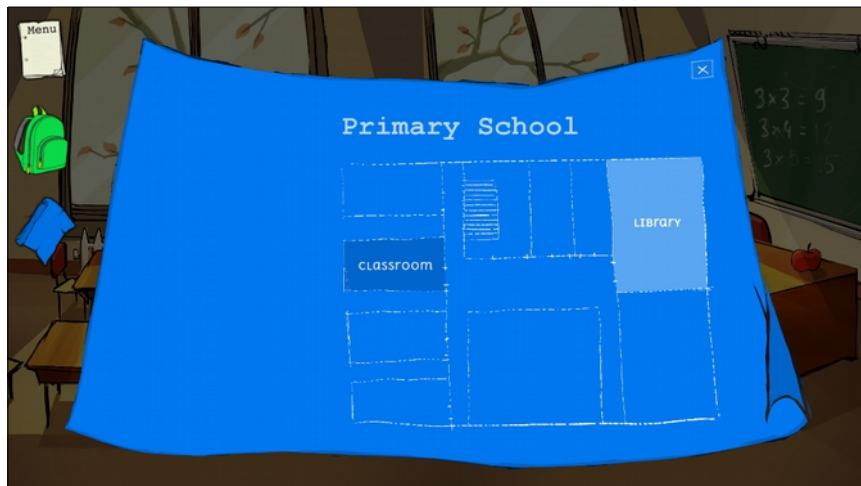 Menu
Primary School
Library
classroom
3x3=9
3x4=12
3x5=15